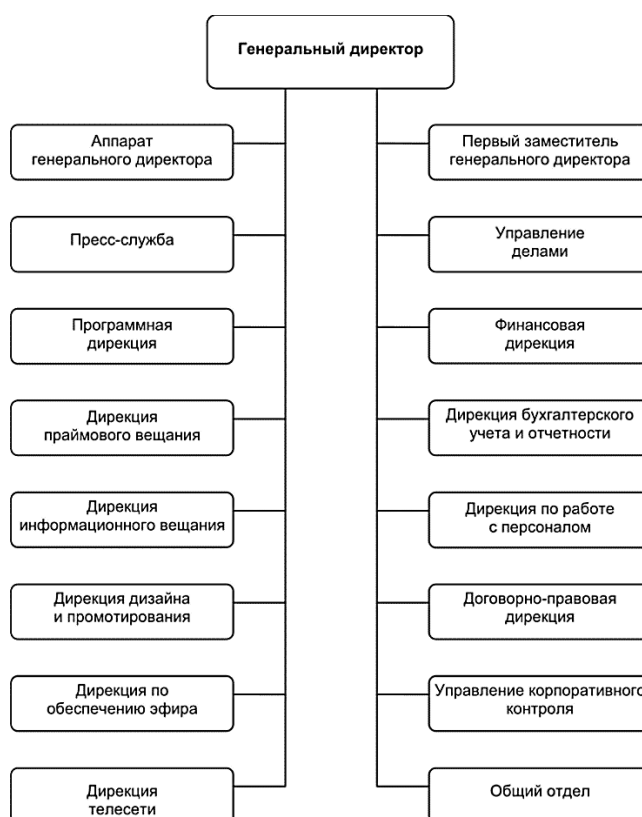 Генеральный директор
Аппарат
генерального директора
Первый заместитель
генерального директора
Пресс-служба
Управление
делами
Программная
дирекция
Финансовая
дирекция
Дирекция
праймового вещания
Дирекция бухгалтерского
учета и отчетности
Дирекция
информационного вещания
Дирекция по работе
с персоналом
Дирекция дизайна
и промотирования
Договорно-правовая
дирекция
Дирекция по
обеспечению эфира
Управление корпоративного
контроля
Дирекция
телесети
Общий отдел